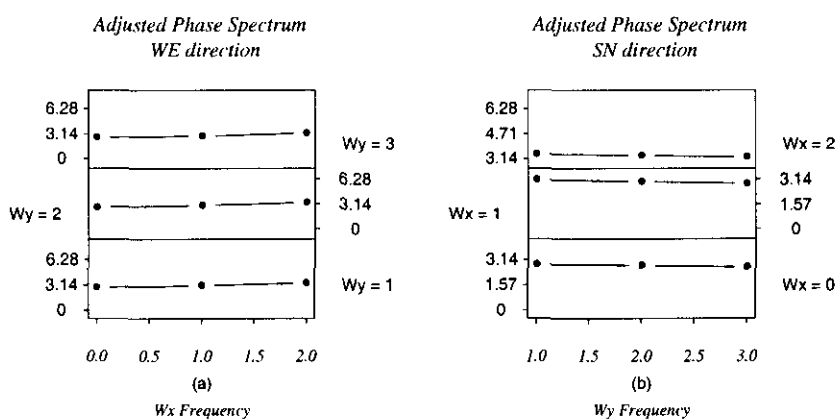 Adjusted Phase Spectrum
WE direction
6.28
3.14
0
Wy = 3
Wy = 2
6.28
3.14
0
6.28
3.14
0
Wy = 1
0.0 0.5 1.0 1.5 2.0
(a)
Wx Frequency
Adjusted Phase Spectrum
SN direction
6.28
4.71
3.14
Wx = 2
Wx = 1
3.14
1.57
0
3.14
1.57
0
Wx = 0
1.0 1.5 2.0 2.5 3.0
(b)
Wy Frequency